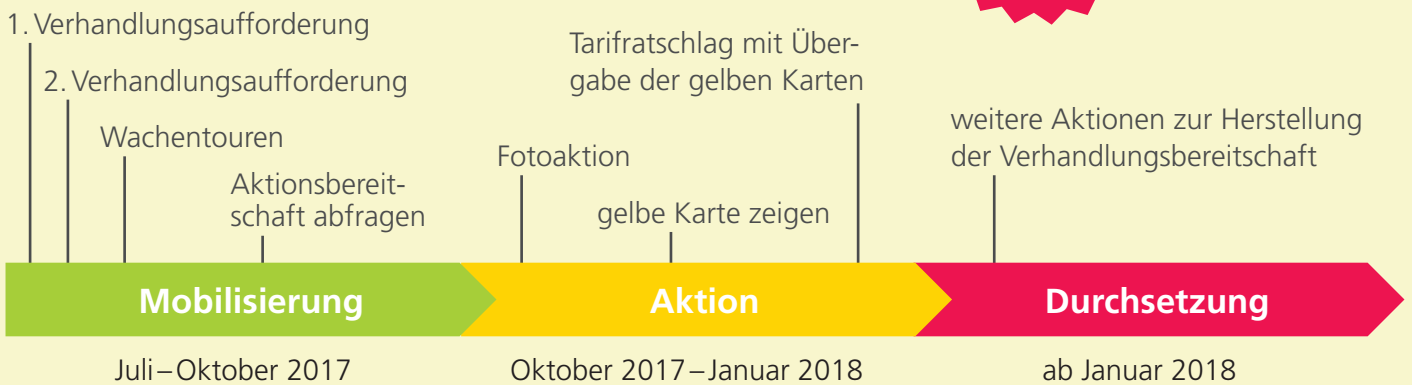 1. Verhandlungsaufforderung
2. Verhandlungsaufforderung
Wachentouren
Aktionsbereit-
schaft abfragen
Fotoaktion
gelbe Karte zeigen
Tarifratschlag mit Über-
gabe der gelben Karten
weitere Aktionen zur Herstellung
der Verhandlungsbereitschaft
Mobilisierung
Aktion
Durchsetzung
Juli–Oktober 2017
Oktober 2017–Januar 2018
ab Januar 2018